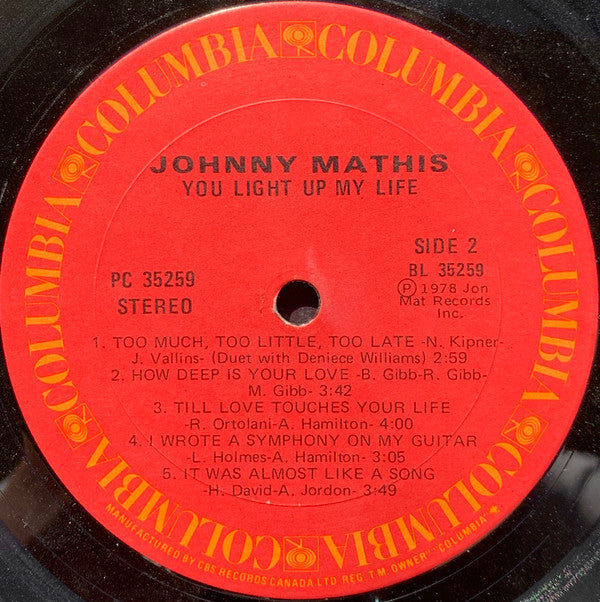 COLUMBIA COLUMBIA COLUMBIA COLUMBIA COLUMBIA COLUMBIA
JOHNNY MATHIS
YOU LIGHT UP MY LIFE
PC 35259
STEREO
SIDE 2
BL 35259
Ⓟ 1978 Jon
Mat Records
Inc.
1. TOO MUCH, TOO LITTLE, TOO LATE -N. Kipner-
J. Vallins- (Duet with Deniece Williams) 2:59
2. HOW DEEP IS YOUR LOVE -B. Gibb-R. Gibb-
M. Gibb- 3:42
3. TILL LOVE TOUCHES YOUR LIFE
-R. Ortolani-A. Hamilton- 4:00
4. I WROTE A SYMPHONY ON MY GUITAR
-L. Holmes-A. Hamilton- 3:05
5. IT WAS ALMOST LIKE A SONG
-H. David-A. Jordon- 3:49
MANUFACTURED BY CBS RECORDS CANADA LTD. REG. T.M. OWNER "COLUMBIA"